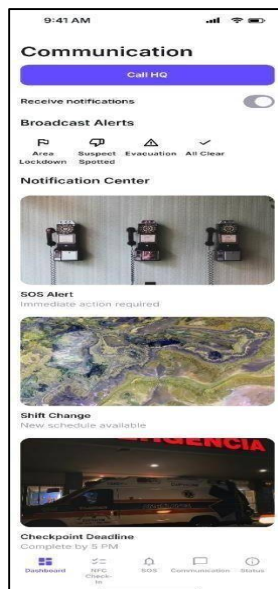 9:41 AM
Communication
Call HQ
Receive notifications
Broadcast Alerts
Area Lockdown
Suspect Spotted
Evacuation
All Clear
Notification Center
SOS Alert
Immediate action required
Shift Change
New schedule available
ERGENCIA
Checkpoint Deadline
Complete by 5 PM
Dashboard
NFC Check-In
SOS
Communication
Status